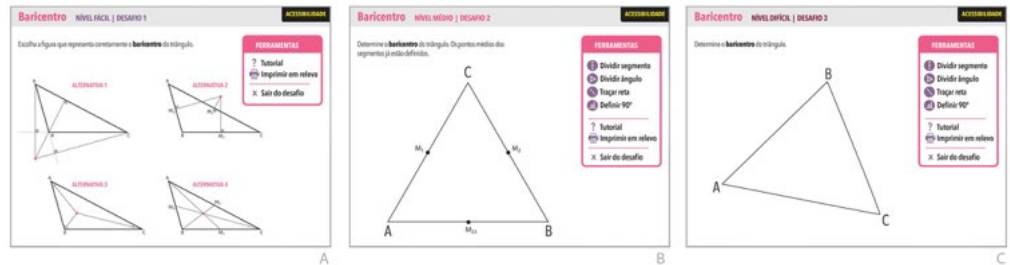 Baricentro NÍVEL FÁCIL | DESAFIO 1
ACESSIBILIDADE
Escolha a figura que representa corretamente o baricentro do triângulo.
FERRAMENTAS
? Tutorial
Imprimir em relevo
X Sair do desafio
ALTERNATIVA 1
ALTERNATIVA 2
ALTERNATIVA 3
ALTERNATIVA 4
A
Baricentro NÍVEL MÉDIO | DESAFIO 2
ACESSIBILIDADE
Determine o baricentro do triângulo. Os pontos médios dos
segmentos já estão definidos.
FERRAMENTAS
Dividir segmento
Dividir ângulo
Traçar reta
Definir 90°
? Tutorial
Imprimir em relevo
X Sair do desafio
C
M₁
M₂
A
B
B
Baricentro NÍVEL DIFÍCIL | DESAFIO 3
ACESSIBILIDADE
Determine o baricentro do triângulo.
FERRAMENTAS
Dividir segmento
Dividir ângulo
Traçar reta
Definir 90°
? Tutorial
Imprimir em relevo
X Sair do desafio
B
A
C
C